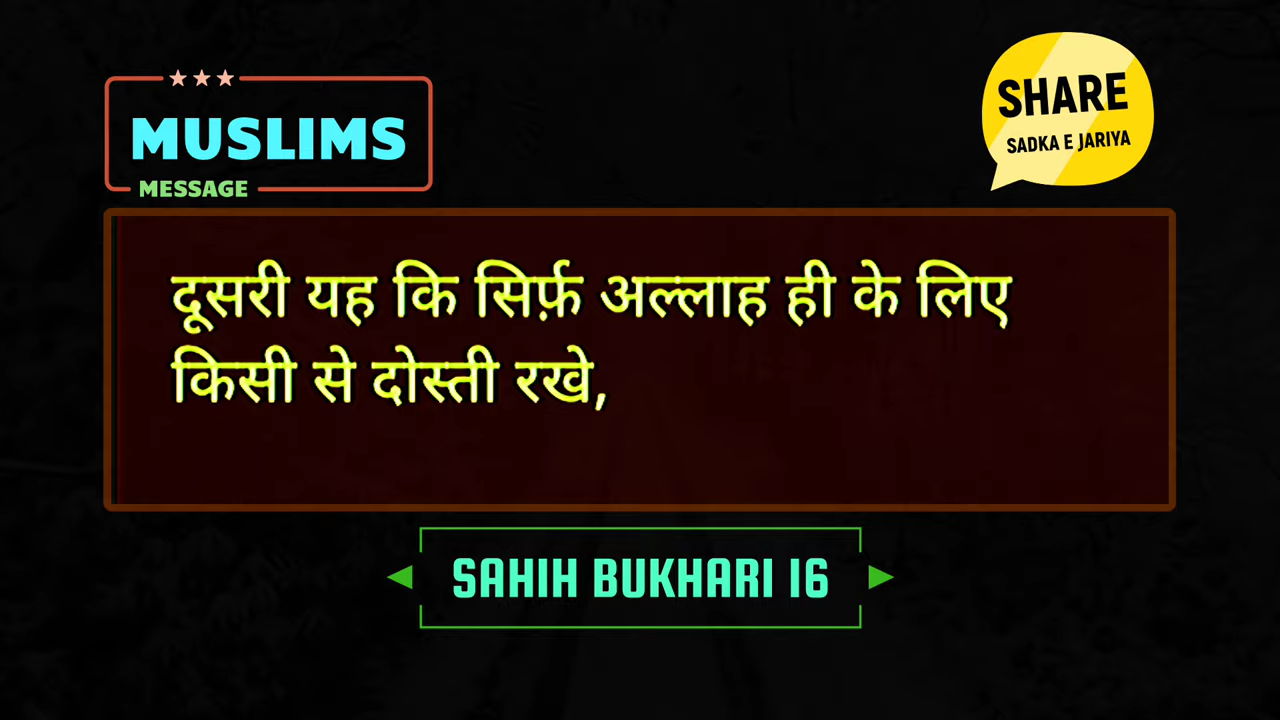 MUSLIMS
MESSAGE
SHARE
SADKA E JARIYA
दूसरी यह कि सिर्फ़ अल्लाह ही के लिए
किसी से दोस्ती रखे,
SAHIH BUKHARI 16